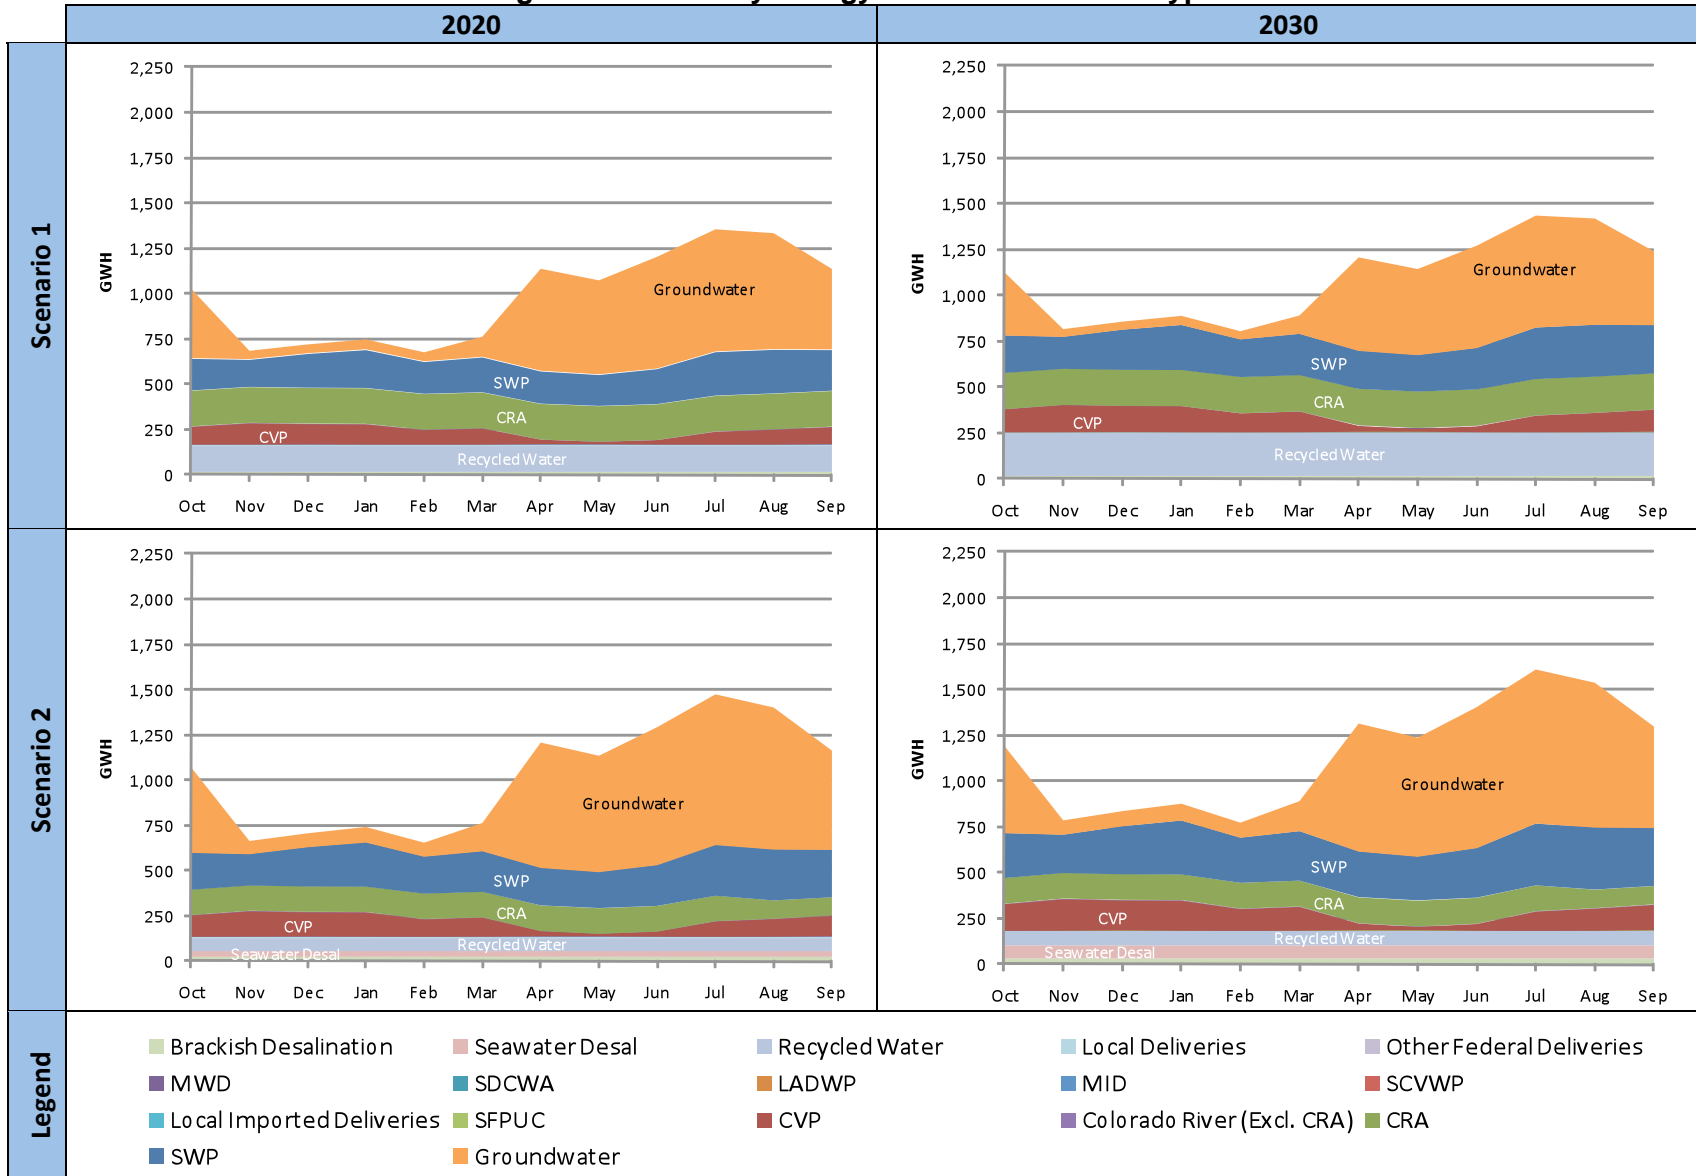 2020 2030
Scenario 1
2,250
2,000
1,750
1,500
1,250
1,000
750
500
250
0
GWH
Groundwater
SWP
CRA
CVP
Recycled Water
Oct Nov Dec Jan Feb Mar Apr May Jun Jul Aug Sep
2,250
2,000
1,750
1,500
1,250
1,000
750
500
250
0
GWH
Groundwater
SWP
CRA
CVP
Recycled Water
Oct Nov Dec Jan Feb Mar Apr May Jun Jul Aug Sep
Scenario 2
2,250
2,000
1,750
1,500
1,250
1,000
750
500
250
0
GWH
Groundwater
SWP
CRA
CVP
Recycled Water
Seawater Desal
Oct Nov Dec Jan Feb Mar Apr May Jun Jul Aug Sep
2,250
2,000
1,750
1,500
1,250
1,000
750
500
250
0
GWH
Groundwater
SWP
CRA
CVP
Recycled Water
Seawater Desal
Oct Nov Dec Jan Feb Mar Apr May Jun Jul Aug Sep
Legend
Brackish Desalination Seawater Desal Recycled Water Local Deliveries Other Federal Deliveries
MWD SDCWA LADWP MID SCVWP
Local Imported Deliveries SFPUC CVP Colorado River (Excl. CRA) CRA
SWP Groundwater